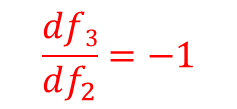 df₃/df₂ = −1